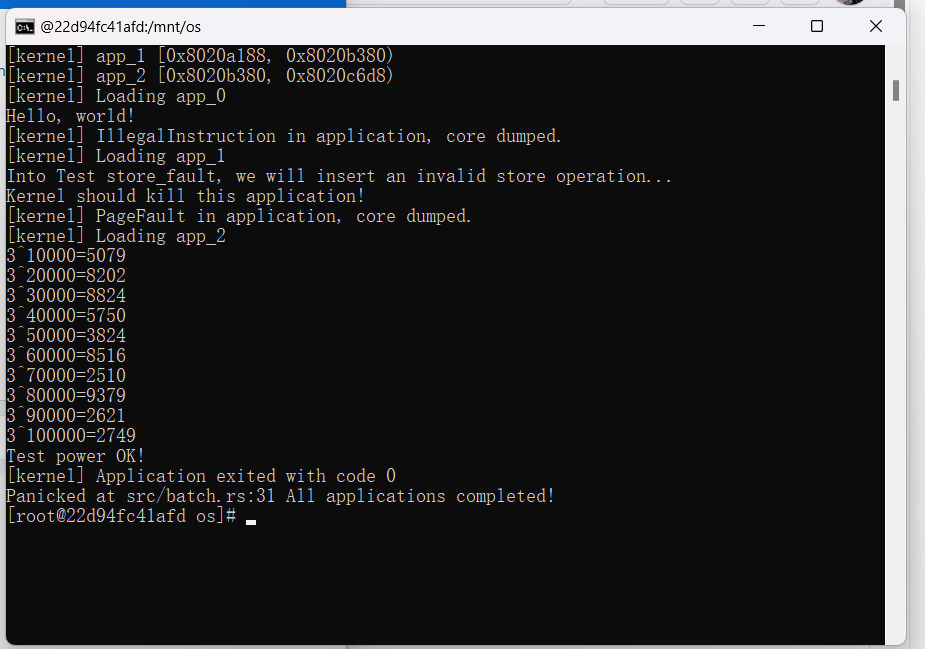 @22d94fc41afd:/mnt/os
[kernel] app_1 [0x8020a188, 0x8020b380)
[kernel] app_2 [0x8020b380, 0x8020c6d8)
[kernel] Loading app_0
Hello, world!
[kernel] IllegalInstruction in application, core dumped.
[kernel] Loading app_1
Into Test store_fault, we will insert an invalid store operation...
Kernel should kill this application!
[kernel] PageFault in application, core dumped.
[kernel] Loading app_2
3^10000=5079
3^20000=8202
3^30000=8824
3^40000=5750
3^50000=3824
3^60000=8516
3^70000=2510
3^80000=9379
3^90000=2621
3^100000=2749
Test power OK!
[kernel] Application exited with code 0
Panicked at src/batch.rs:31 All applications completed!
[root@22d94fc41afd os]#